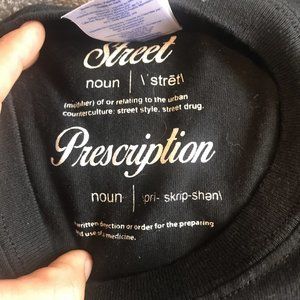 Street
noun | \ˈstrēt\
of or relating to the urban
counterculture: street style, street drug.
Prescription
noun | \pri- skrip-shən\
written direction or order for the preparing
and use of a medicine.